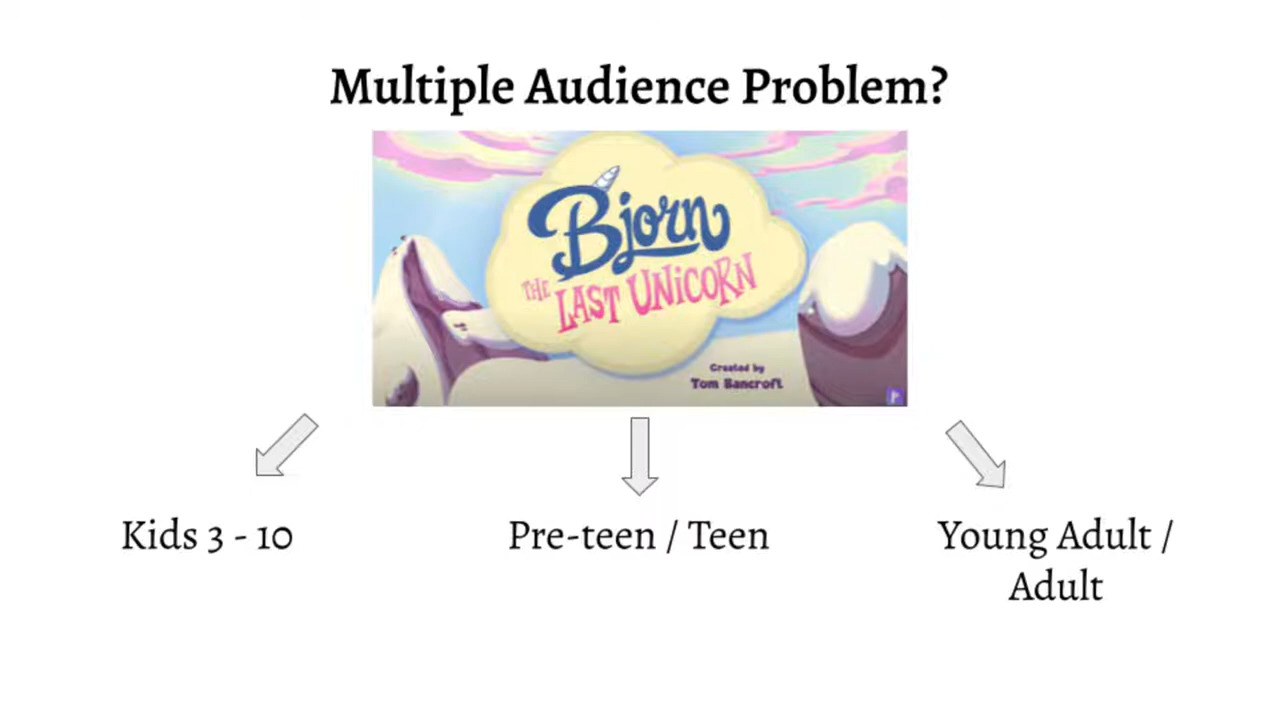 Multiple Audience Problem?
Bjorn
THE LAST UNICORN
Created by
Tom Bancroft
Kids 3 - 10
Pre-teen / Teen
Young Adult /
Adult